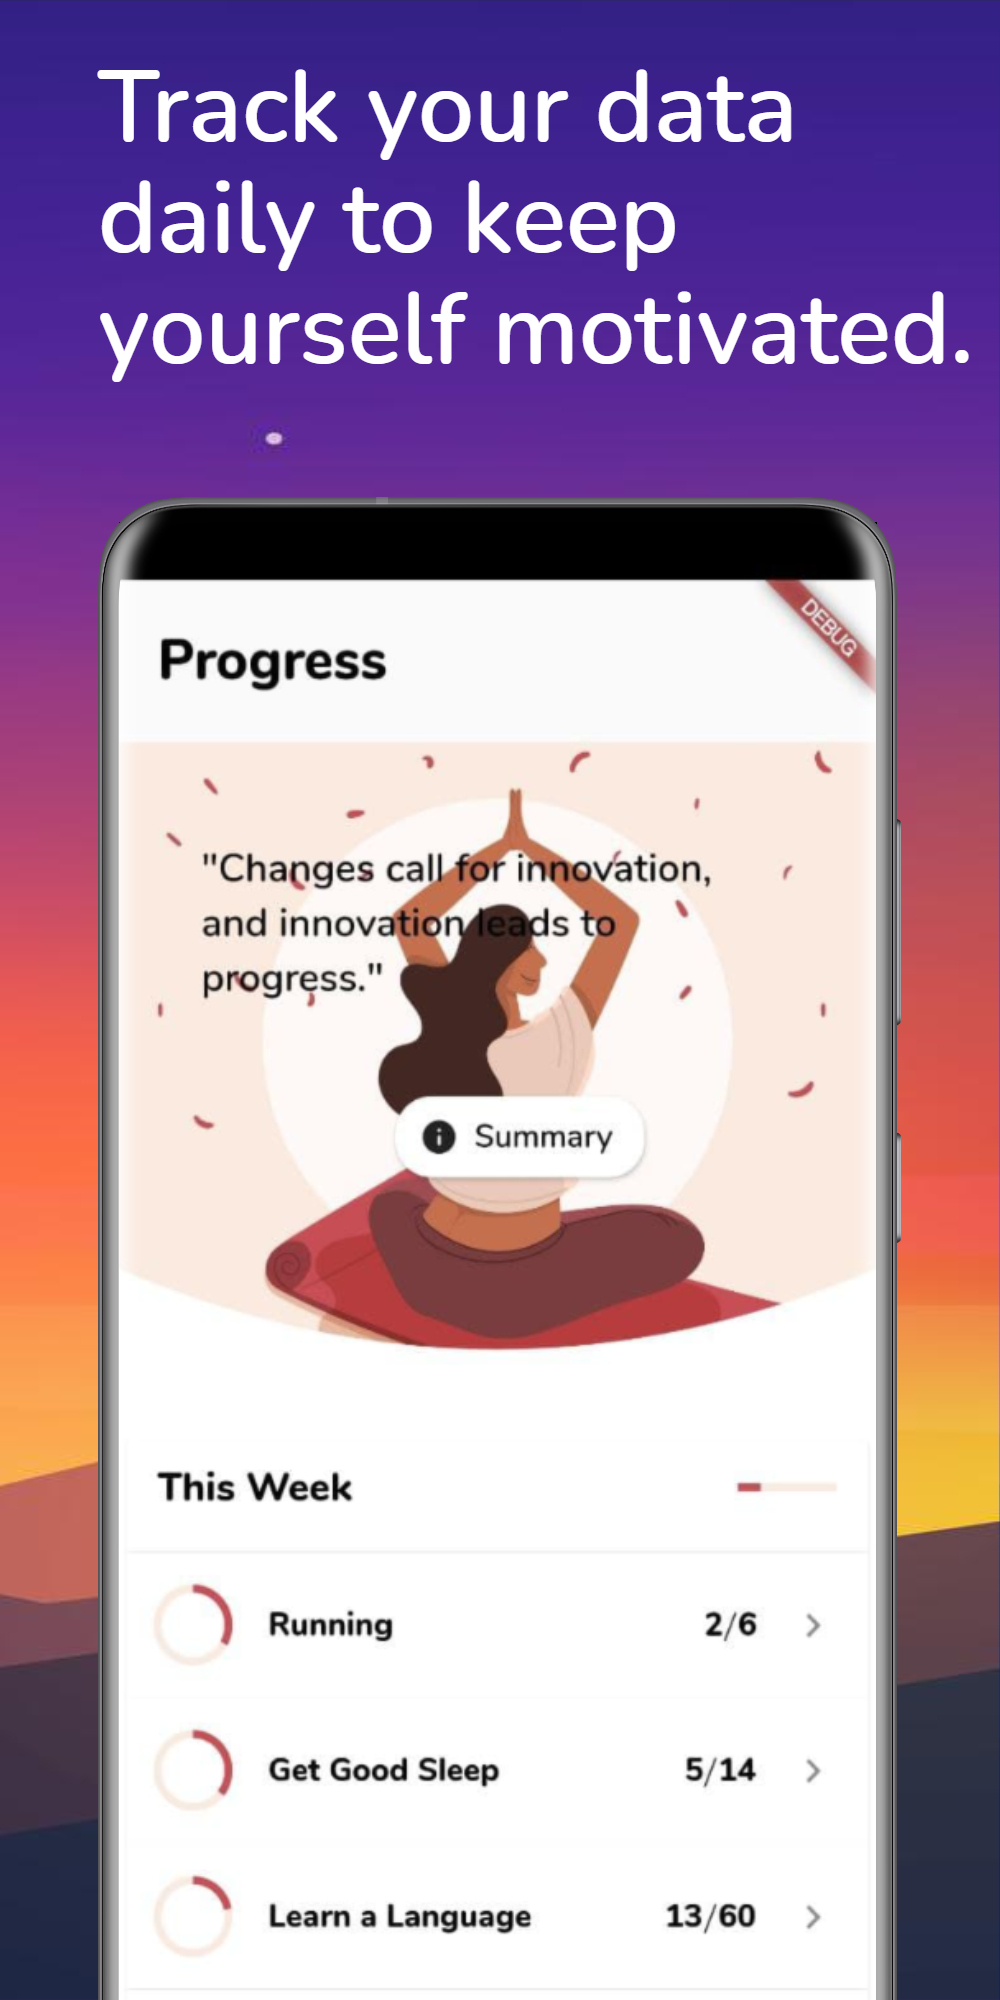 Track your data
daily to keep
yourself motivated.
DEBUG
Progress
"Changes call for innovation,
and innovation leads to
progress."
Summary
This Week
Running 2/6
Get Good Sleep 5/14
Learn a Language 13/60